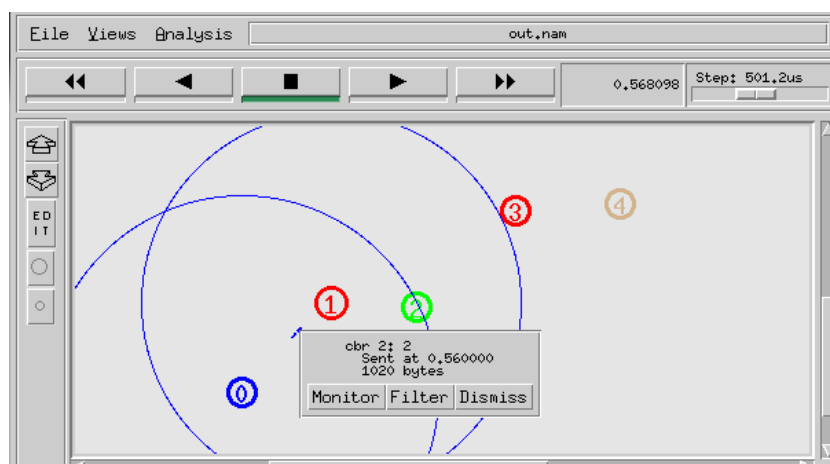 File Views Analysis out.nam
0.568098 Step: 501.2us
ED
IT
3
4
1
2
cbr 2: 2
Sent at 0.560000
1020 bytes
0
Monitor Filter Dismiss